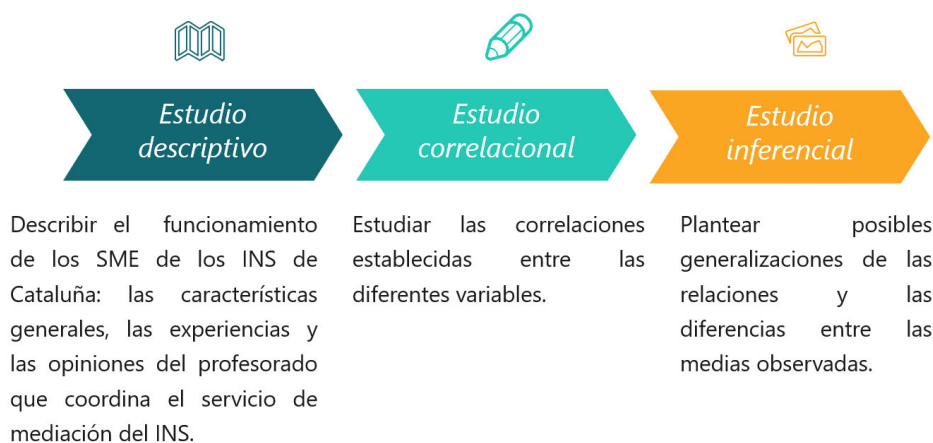 Estudio
descriptivo
Estudio
correlacional
Estudio
inferencial
Describir el funcionamiento
de los SME de los INS de
Cataluña: las características
generales, las experiencias y
las opiniones del profesorado
que coordina el servicio de
mediación del INS.
Estudiar las correlaciones
establecidas entre las
diferentes variables.
Plantear posibles
generalizaciones de las
relaciones y las
diferencias entre las
medias observadas.